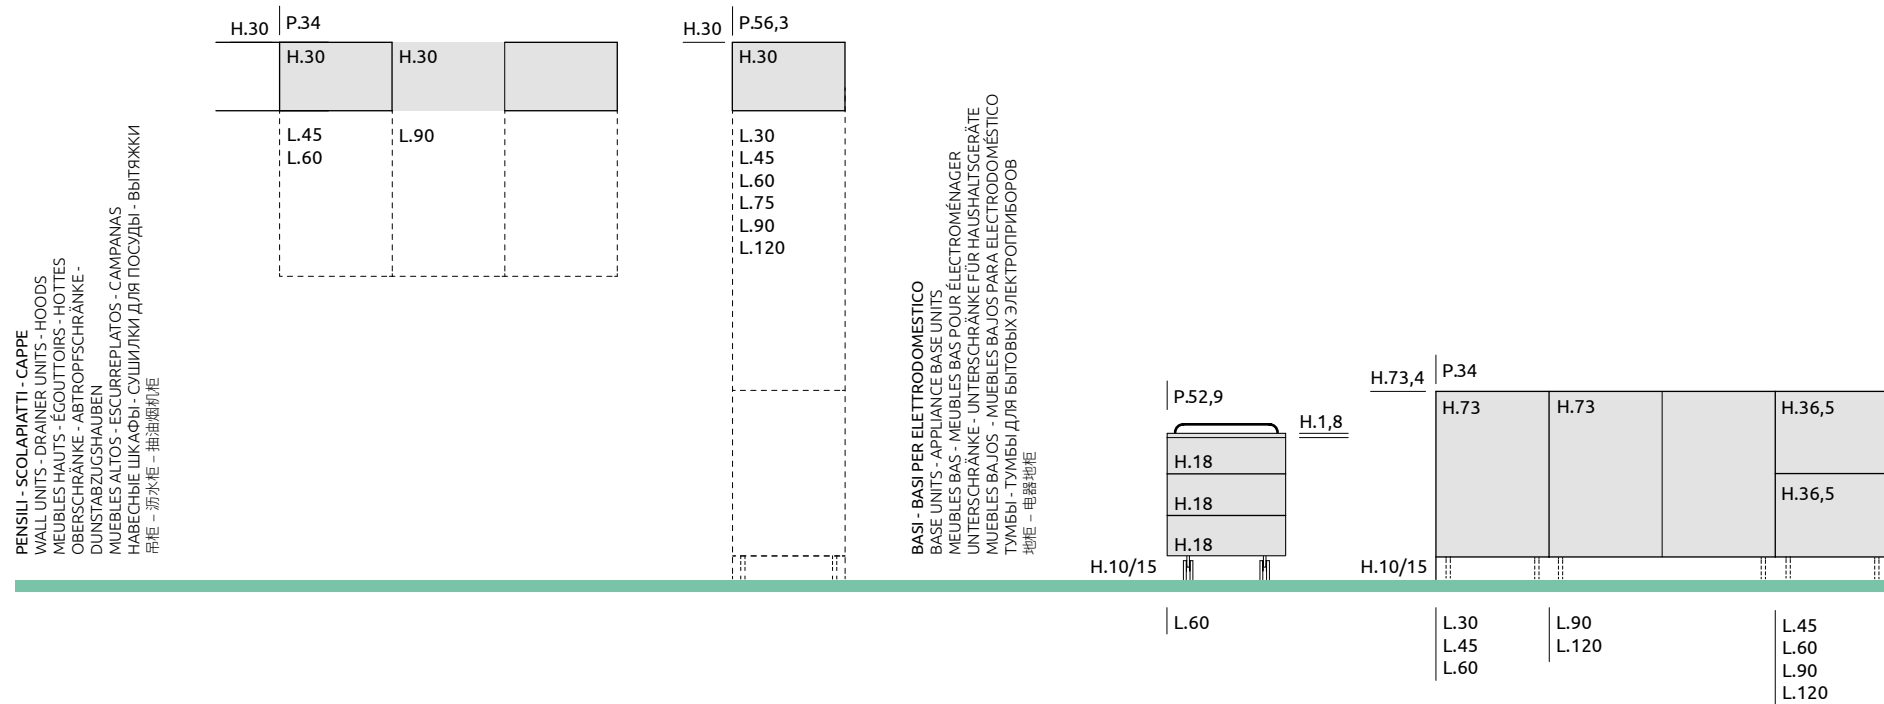 PENSILI - SCOLAPIATTI - CAPPE
WALL UNITS - DRAINER UNITS - HOODS
MEUBLES HAUTS - ÉGOUTTOIRS - HOTTES
OBERSCHRÄNKE - ABTROPFSCHRÄNKE -
DUNSTABZUGSHAUBEN
MUEBLES ALTOS - ESCURREPLATOS - CAMPANAS
НАВЕСНЫЕ ШКАФЫ - СУШИЛКИ ДЛЯ ПОСУДЫ - ВЫТЯЖКИ
吊柜 – 沥水柜 – 抽油烟机柜
H.30
P.34
H.30
H.30
L.45
L.60
L.90
H.30
P.56,3
H.30
L.30
L.45
L.60
L.75
L.90
L.120
BASI - BASI PER ELETTRODOMESTICO
BASE UNITS - APPLIANCE BASE UNITS
MEUBLES BAS - MEUBLES BAS POUR ÉLECTROMÉNAGER
UNTERSCHRÄNKE - UNTERSCHRÄNKE FÜR HAUSHALTSGERÄTE
MUEBLES BAJOS - MUEBLES BAJOS PARA ELECTRODOMÉSTICO
ТУМБЫ - ТУМБЫ ДЛЯ БЫТОВЫХ ЭЛЕКТРОПРИБОРОВ
地柜 – 电器地柜
P.52,9
H.1,8
H.18
H.18
H.18
H.10/15
L.60
H.73,4
P.34
H.73
H.73
H.36,5
H.36,5
H.10/15
L.30
L.45
L.60
L.90
L.120
L.45
L.60
L.90
L.120